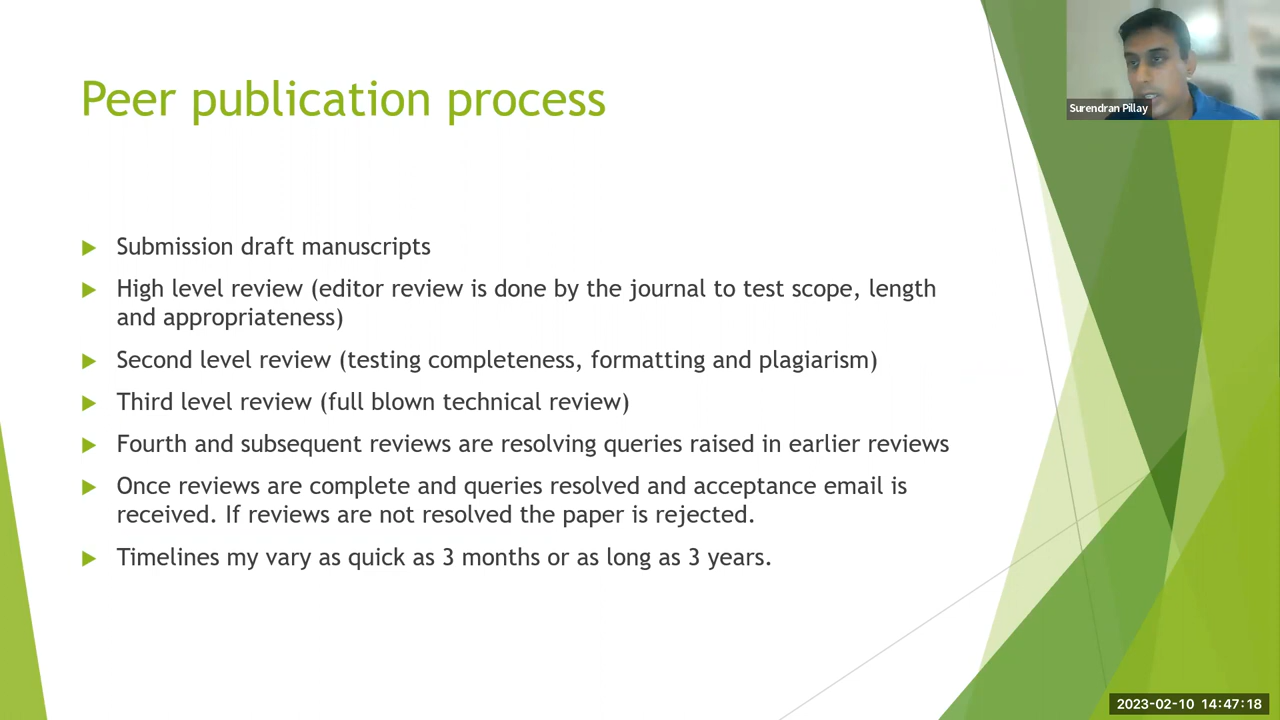 Peer publication process
Surendran Pillay
Submission draft manuscripts
High level review (editor review is done by the journal to test scope, length
and appropriateness)
Second level review (testing completeness, formatting and plagiarism)
Third level review (full blown technical review)
Fourth and subsequent reviews are resolving queries raised in earlier reviews
Once reviews are complete and queries resolved and acceptance email is
received. If reviews are not resolved the paper is rejected.
Timelines my vary as quick as 3 months or as long as 3 years.
2023-02-10 14:47:18